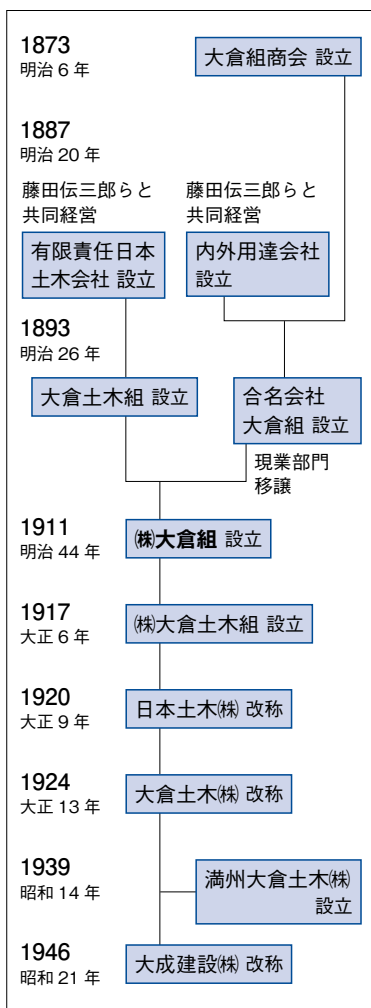 1873
明治 6 年
大倉組商会 設立
1887
明治 20 年
藤田伝三郎らと
共同経営
有限責任日本
土木会社 設立
藤田伝三郎らと
共同経営
内外用達会社
設立
1893
明治 26 年
大倉土木組 設立
合名会社
大倉組 設立
現業部門
移譲
1911
明治 44 年
㈱大倉組 設立
1917
大正 6 年
㈱大倉土木組 設立
1920
大正 9 年
日本土木㈱ 改称
1924
大正 13 年
大倉土木㈱ 改称
1939
昭和 14 年
満州大倉土木㈱
設立
1946
昭和 21 年
大成建設㈱ 改称